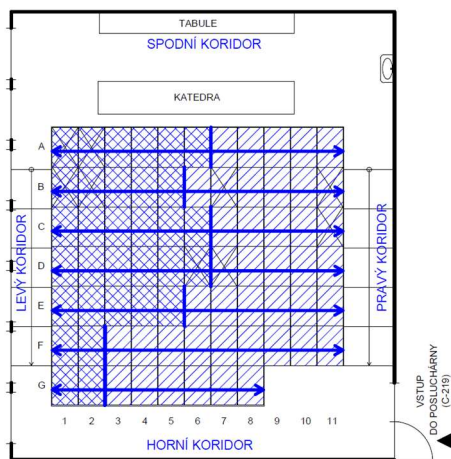 TABULE
SPODNÍ KORIDOR
KATEDRA
A
B
C
D
E
F
G
LEVÝ KORIDOR
PRAVÝ KORIDOR
1 2 3 4 5 6 7 8 9 10 11
HORNÍ KORIDOR
VSTUP
DO POSLUCHÁRNY
(C-219)